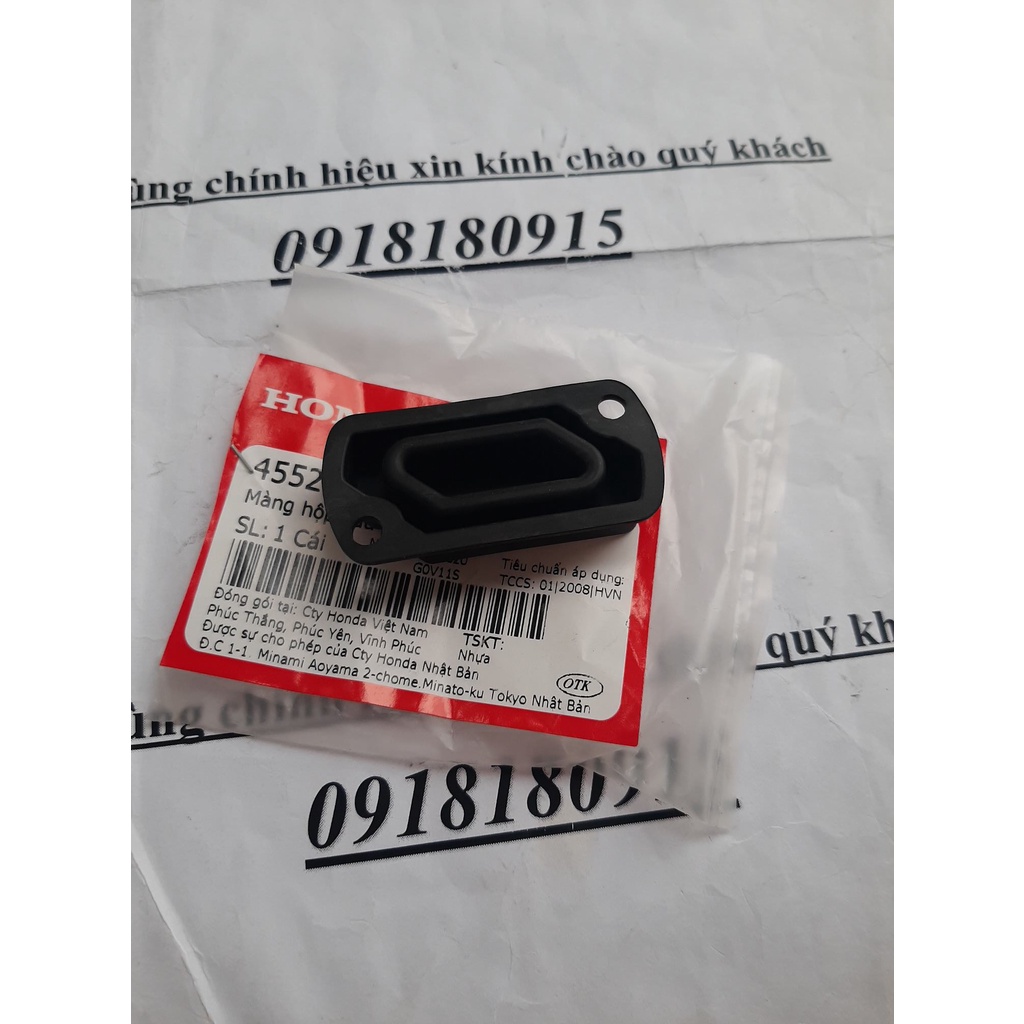 ùng chính hiệu xin kính chào quý khách
0918180915
HON
4552
Màng hộp
SL: 1 Cái
G0V11S
Tiêu chuẩn áp dụng:
TCCS: 01|2008|HVN
Đóng gói tại: Cty Honda Việt Nam
Phúc Thắng, Phúc Yên, Vĩnh Phúc
Được sự cho phép của Cty Honda Nhật Bản
Đ.C 1-1 Minami Aoyama 2-chome.Minato-ku Tokyo Nhật Bản
TSKT:
Nhựa
OTK
quý kh
ùng chính
09181809